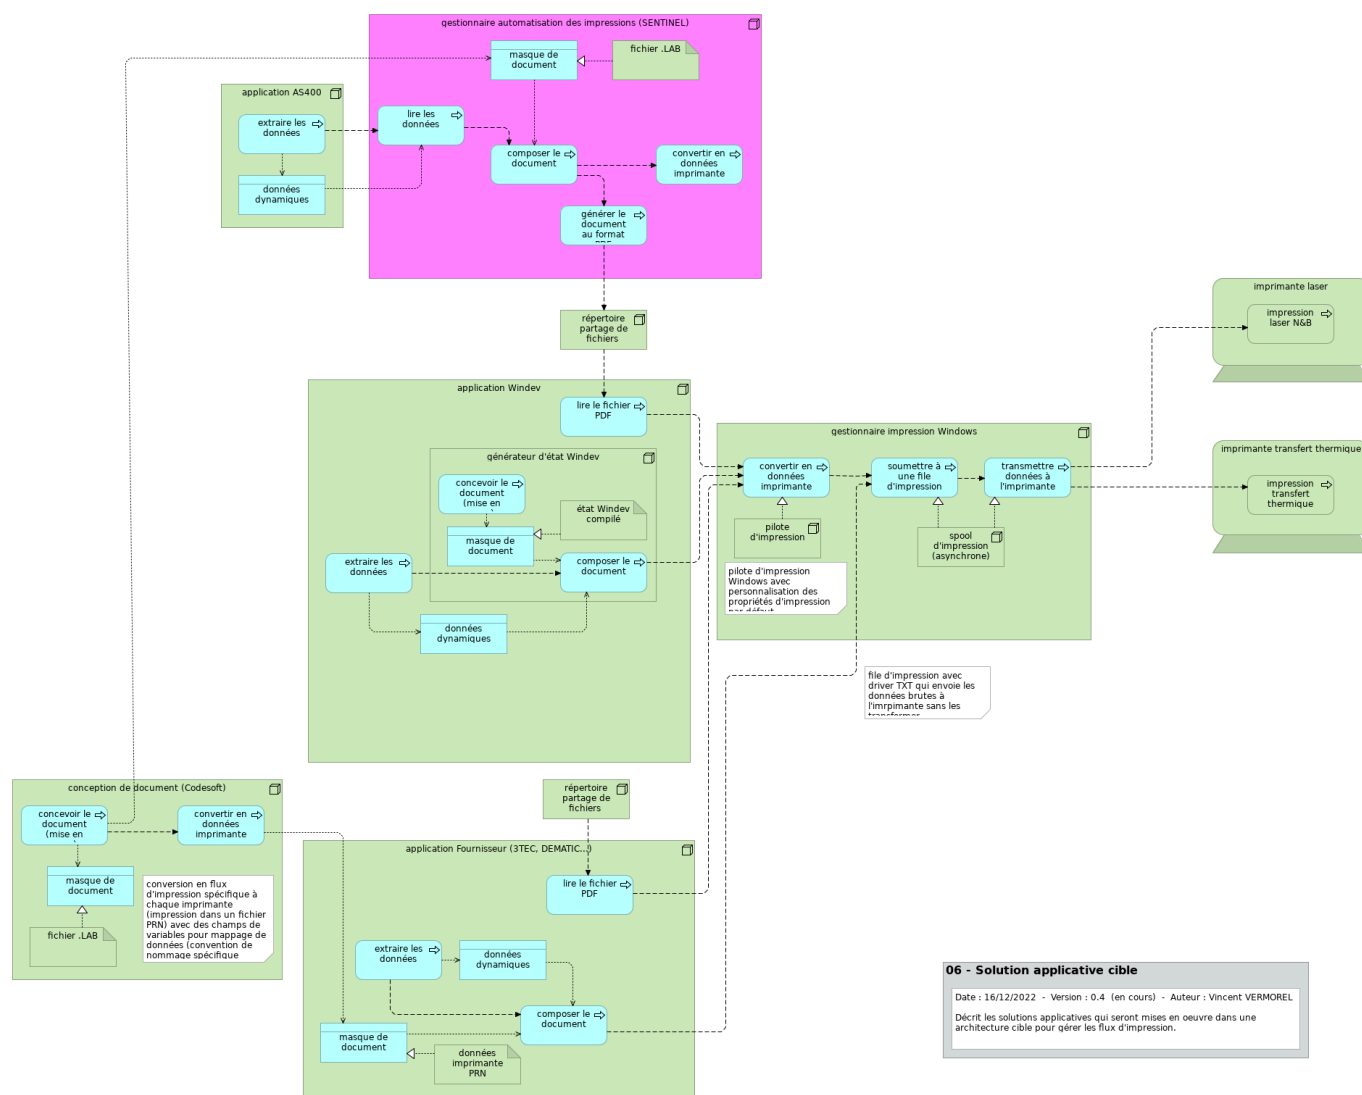 gestionnaire automatisation des impressions (SENTINEL)
masque de
document
fichier .LAB
application AS400
extraire les
données
données
dynamiques
lire les
données
composer le
document
convertir en
données
imprimante
générer le
document
au format
PDF
répertoire
partage de
fichiers
imprimante laser
impression
laser N&B
application Windev
lire le fichier
PDF
générateur d'état Windev
concevoir le
document
(mise en
état Windev
compilé
masque de
document
extraire les
données
composer le
document
données
dynamiques
gestionnaire impression Windows
convertir en
données
imprimante
soumettre à
une file
d'impression
transmettre
données à
l'imprimante
pilote
d'impression
spool
d'impression
(asynchrone)
pilote d'impression
Windows avec
personnalisation des
propriétés d'impression
par défaut
imprimante transfert thermique
impression
transfert
thermique
file d'impression avec
driver TXT qui envoie les
données brutes à
l'imrpimante sans les
transformer
conception de document (Codesoft)
concevoir le
document
(mise en
convertir en
données
imprimante
masque de
document
fichier .LAB
conversion en flux
d'impression spécifique à
chaque imprimante
(impression dans un fichier
PRN) avec des champs de
variables pour mappage de
données (convention de
nommage spécifique
répertoire
partage de
fichiers
application Fournisseur (3TEC, DEMATIC...)
lire le fichier
PDF
extraire les
données
données
dynamiques
composer le
document
masque de
document
données
imprimante
PRN
06 - Solution applicative cible
Date : 16/12/2022  -  Version : 0.4  (en cours)  -  Auteur : Vincent VERMOREL
Décrit les solutions applicatives qui seront mises en oeuvre dans une
architecture cible pour gérer les flux d'impression.